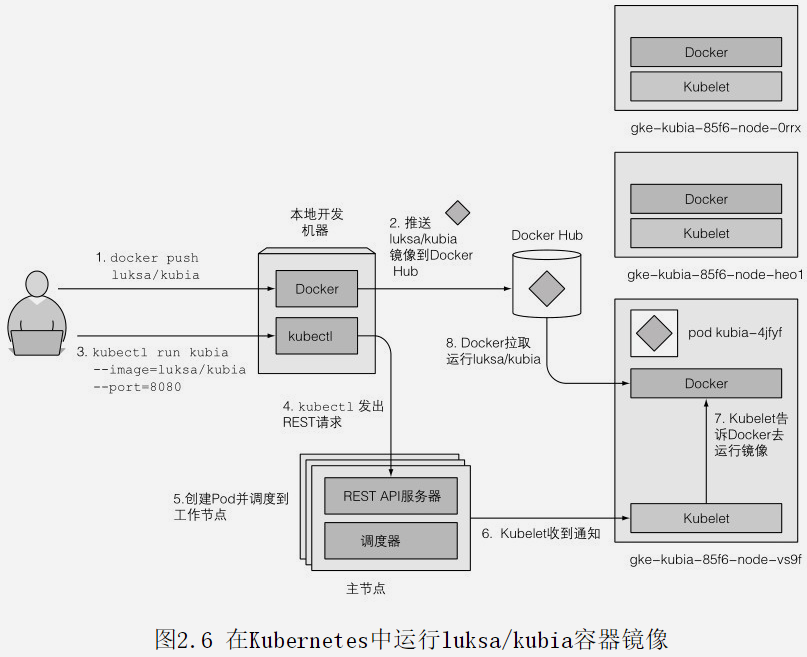 Docker
Kubelet
gke-kubia-85f6-node-0rrx
Docker
Kubelet
gke-kubia-85f6-node-heo1
本地开发
机器
1. docker push
luksa/kubia
Docker
kubectl
2. 推送
luksa/kubia
镜像到Docker
Hub
Docker Hub
3. kubectl run kubia
--image=luksa/kubia
--port=8080
4. kubectl 发出
REST请求
8. Docker拉取
运行luksa/kubia
pod kubia-4jfyf
Docker
7. Kubelet告
诉Docker去
运行镜像
Kubelet
gke-kubia-85f6-node-vs9f
5.创建Pod并调度到
工作节点
REST API服务器
调度器
主节点
6. Kubelet收到通知
图2.6 在Kubernetes中运行luksa/kubia容器镜像